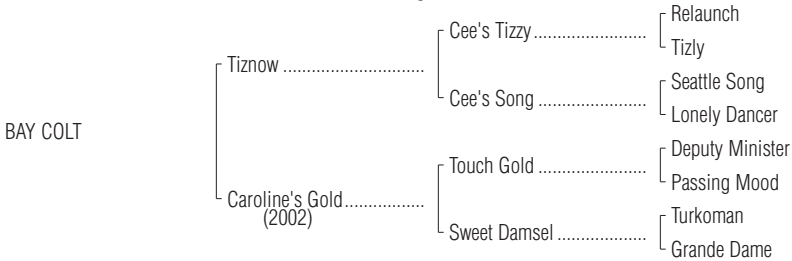 Relaunch
Cee's Tizzy........................
Tizly
Tiznow .............................
Seattle Song
Cee's Song .......................
Lonely Dancer
BAY COLT
Deputy Minister
Touch Gold .......................
Passing Mood
Caroline's Gold.................
(2002)
Turkoman
Sweet Damsel ...................
Grande Dame